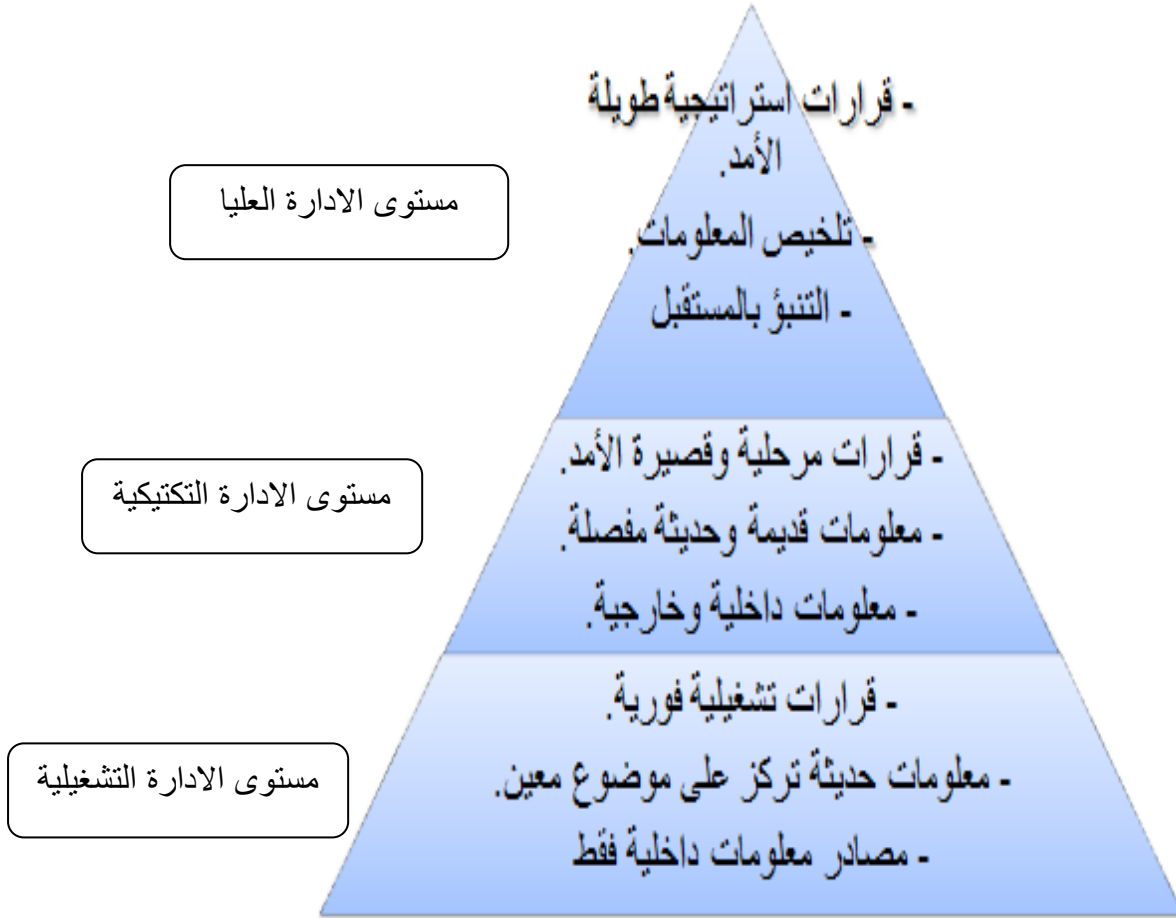 - قرارات استراتيجية طويلة
الأمد.
- تلخيص المعلومات.
- التنبؤ بالمستقبل
مستوى الادارة العليا
- قرارات مرحلية وقصيرة الأمد.
- معلومات قديمة وحديثة مفصلة.
- معلومات داخلية وخارجية.
مستوى الادارة التكتيكية
- قرارات تشغيلية فورية.
- معلومات حديثة تركز على موضوع معين.
- مصادر معلومات داخلية فقط
مستوى الادارة التشغيلية